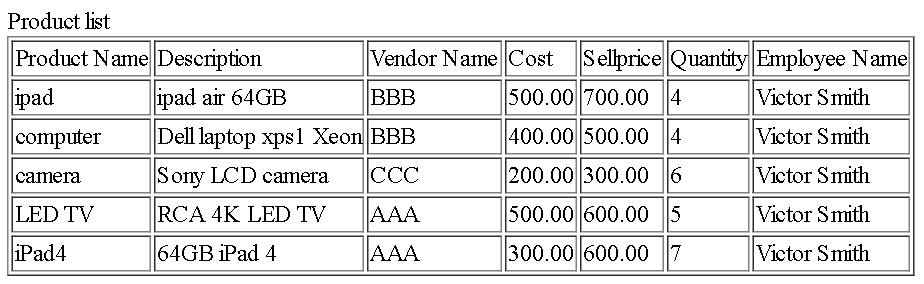 Product list
Product Name Description Vendor Name Cost Sellprice Quantity Employee Name
ipad ipad air 64GB BBB 500.00 700.00 4 Victor Smith
computer Dell laptop xps1 Xeon BBB 400.00 500.00 4 Victor Smith
camera Sony LCD camera CCC 200.00 300.00 6 Victor Smith
LED TV RCA 4K LED TV AAA 500.00 600.00 5 Victor Smith
iPad4 64GB iPad 4 AAA 300.00 600.00 7 Victor Smith